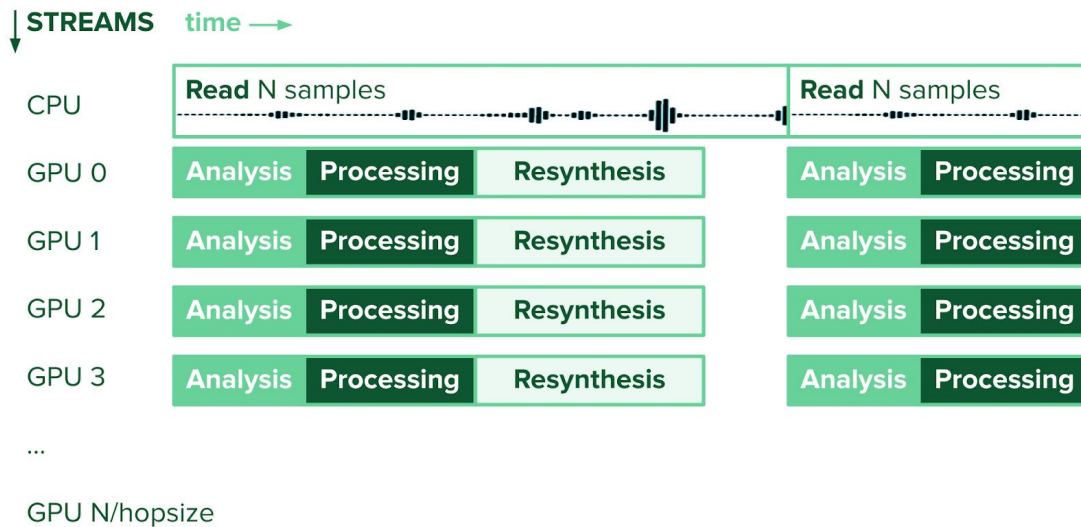 STREAMS time
CPU Read N samples Read N samples
GPU 0 Analysis Processing Resynthesis Analysis Processing
GPU 1 Analysis Processing Resynthesis Analysis Processing
GPU 2 Analysis Processing Resynthesis Analysis Processing
GPU 3 Analysis Processing Resynthesis Analysis Processing
...
GPU N/hopsize